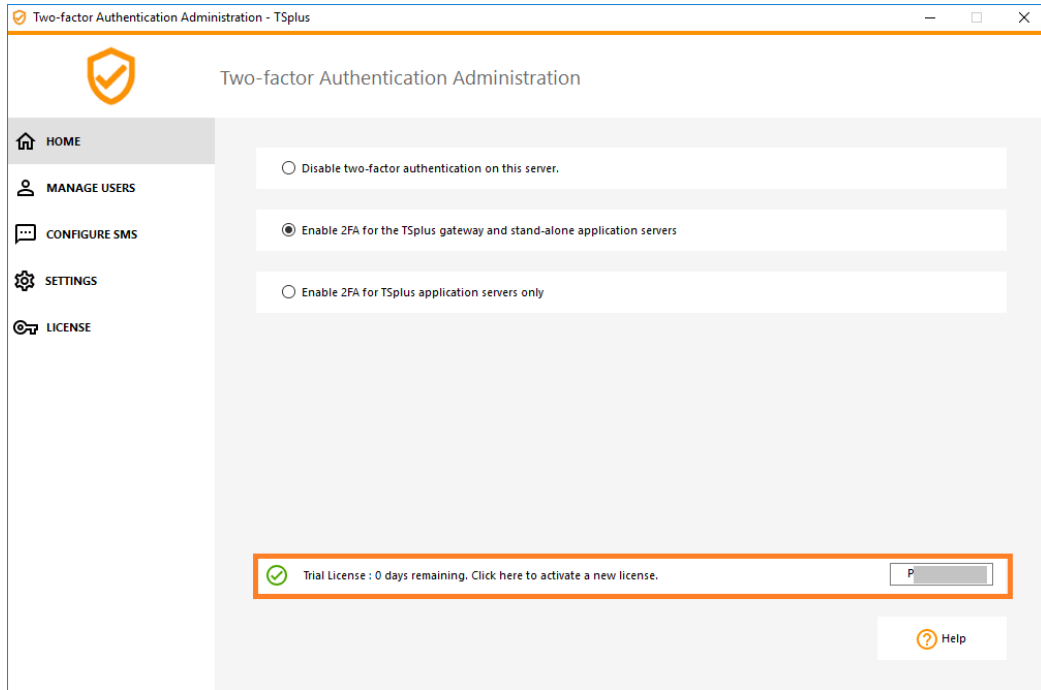 Two-factor Authentication Administration - TSplus
Two-factor Authentication Administration
HOME
MANAGE USERS
CONFIGURE SMS
SETTINGS
LICENSE
Disable two-factor authentication on this server.
Enable 2FA for the TSplus gateway and stand-alone application servers
Enable 2FA for TSplus application servers only
Trial License : 0 days remaining. Click here to activate a new license.
P
Help